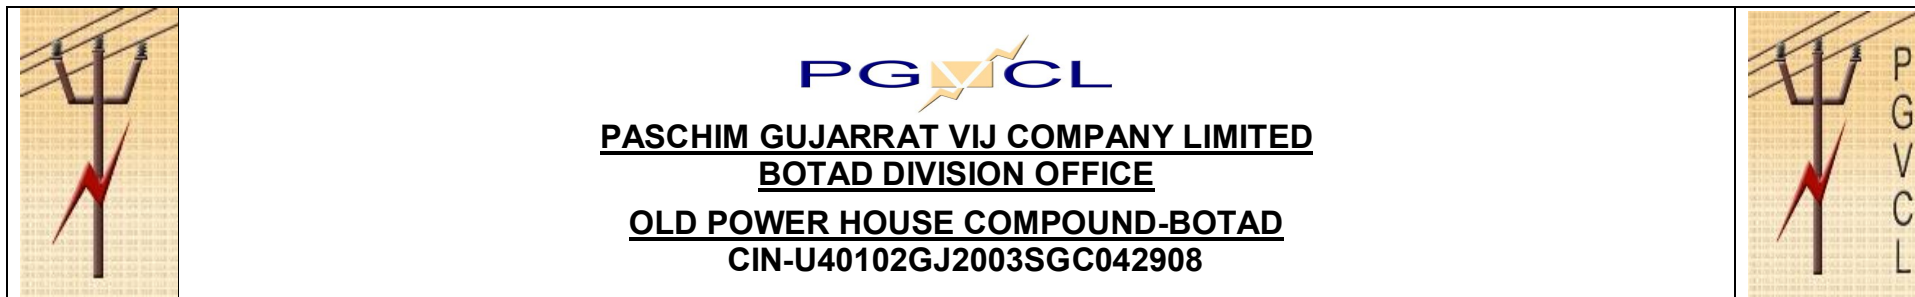 PGVCL
PASCHIM GUJARRAT VIJ COMPANY LIMITED
BOTAD DIVISION OFFICE
OLD POWER HOUSE COMPOUND-BOTAD
CIN-U40102GJ2003SGC042908
P
G
V
C
L